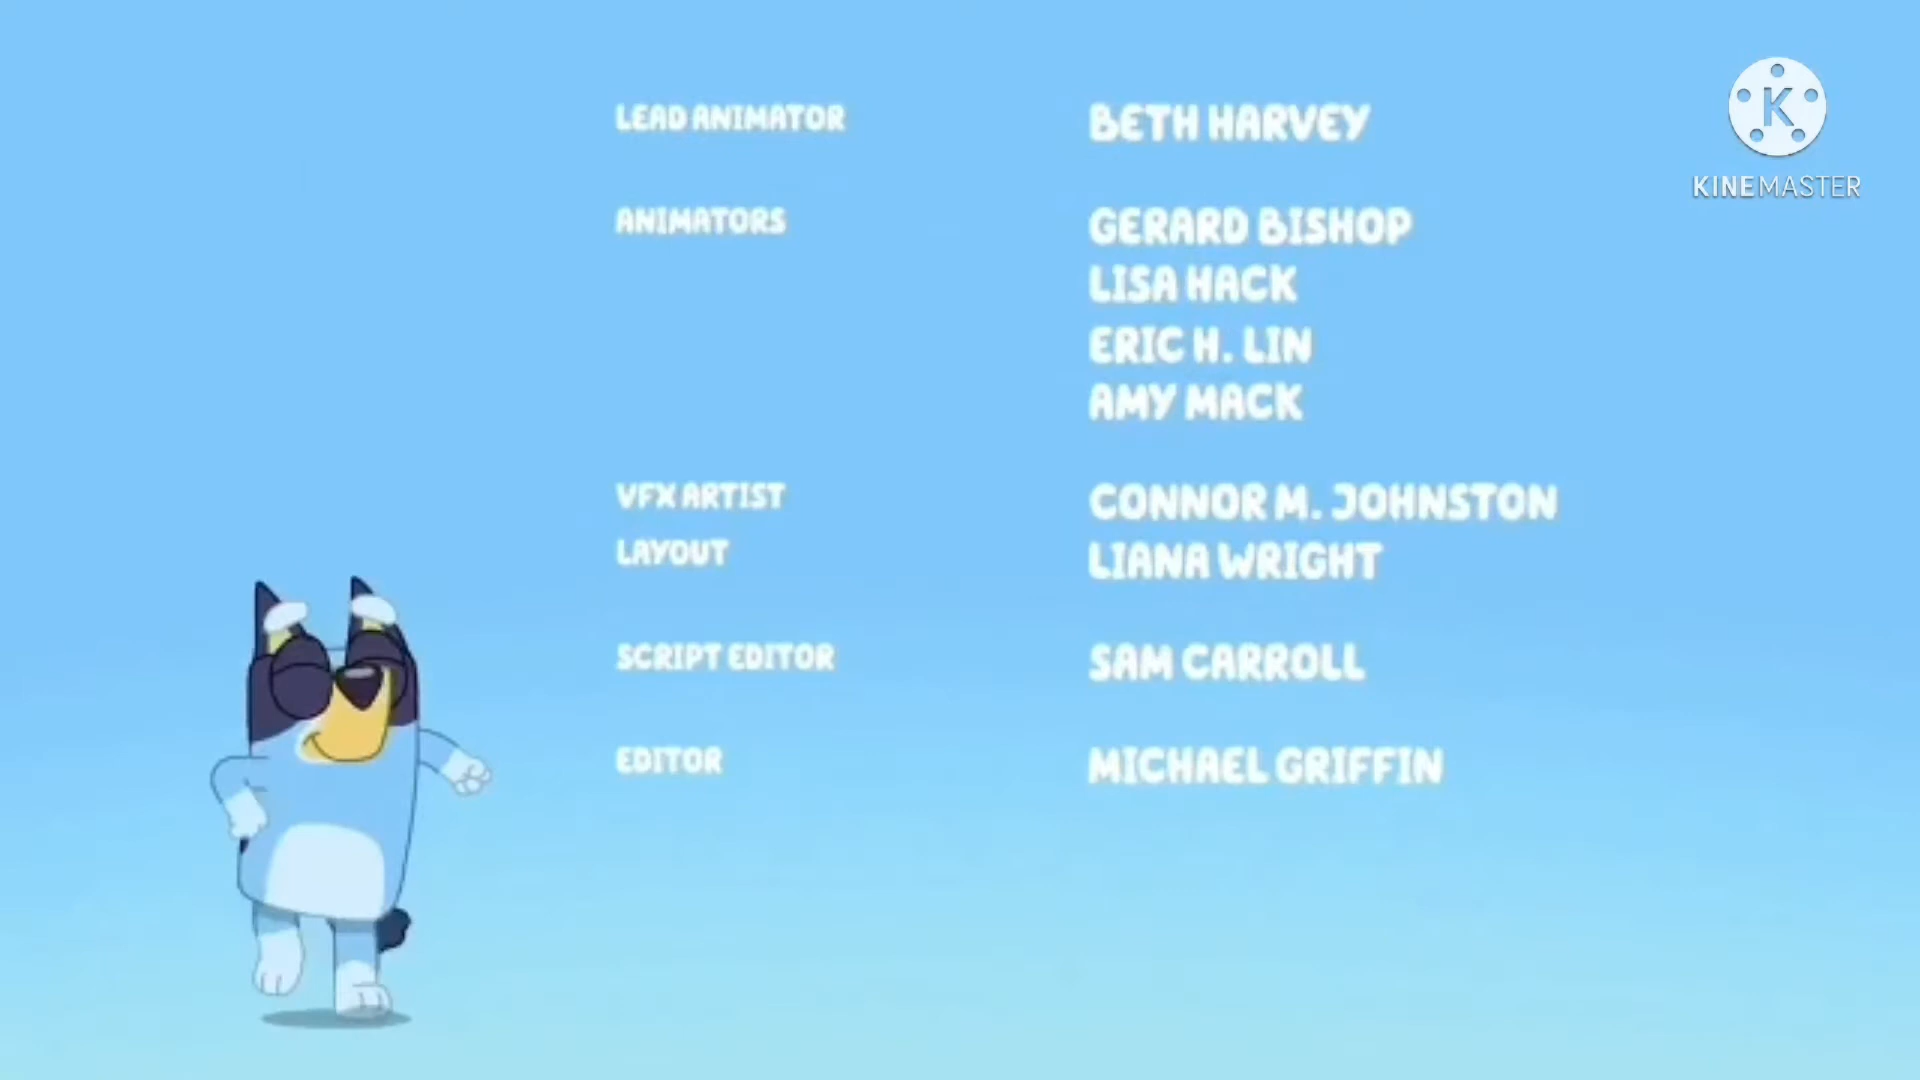 LEAD ANIMATOR BETH HARVEY
ANIMATORS GERARD BISHOP
LISA HACK
ERIC H. LIN
AMY MACK
VFX ARTIST CONNOR M. JOHNSTON
LAYOUT LIANA WRIGHT
SCRIPT EDITOR SAM CARROLL
EDITOR MICHAEL GRIFFIN
K
KINEMASTER